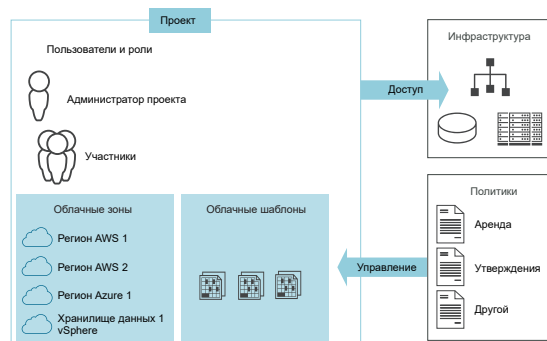 Проект
Пользователи и роли
Администратор проекта
Участники
Облачные зоны
Регион AWS 1
Регион AWS 2
Регион Azure 1
Хранилище данных 1
vSphere
Облачные шаблоны
Доступ
Управление
Инфраструктура
Политики
Аренда
Утверждения
Другой